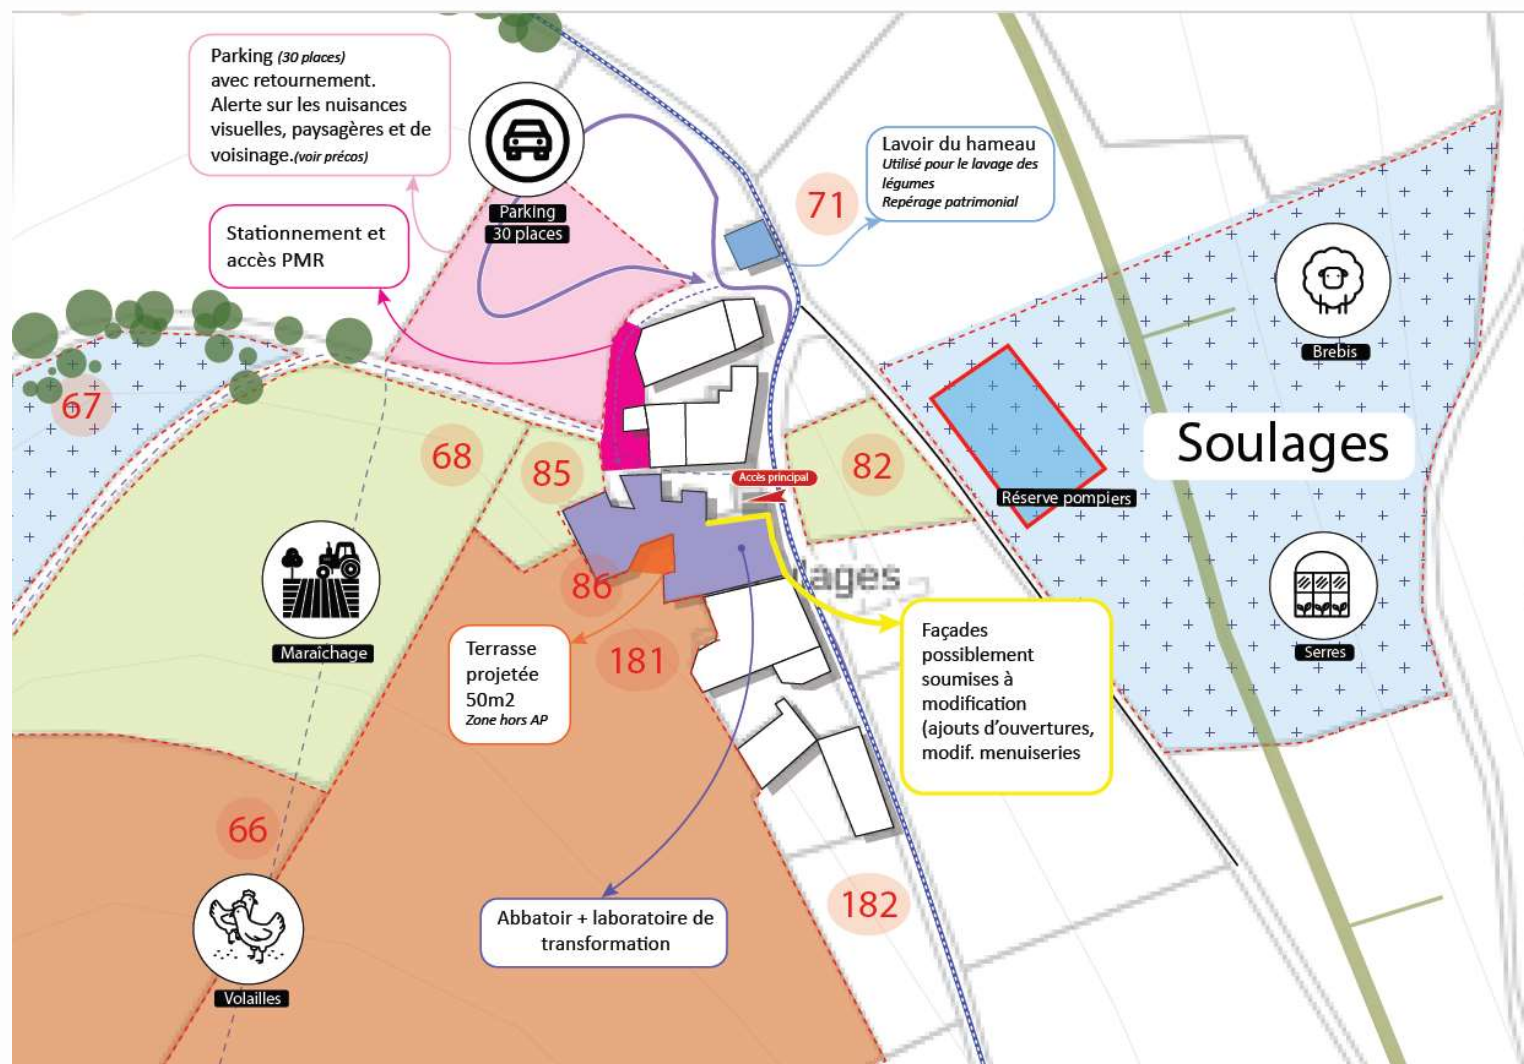 Parking (30 places)
avec retournement.
Alerte sur les nuisances
visuelles, paysagères et de
voisinage.(voir précos)
Parking
30 places
Stationnement et
accès PMR
Lavoir du hameau
Utilisé pour le lavage des
légumes
Repérage patrimonial
71
Brebis
67
68
85
82
Soulages
Accès principal
Réserve pompiers
86
lages
Maraîchage
Serres
Terrasse
projetée
50m2
Zone hors AP
181
Façades
possiblement
soumises à
modification
(ajouts d'ouvertures,
modif. menuiseries
66
182
Abbatoir + laboratoire de
transformation
Volailles